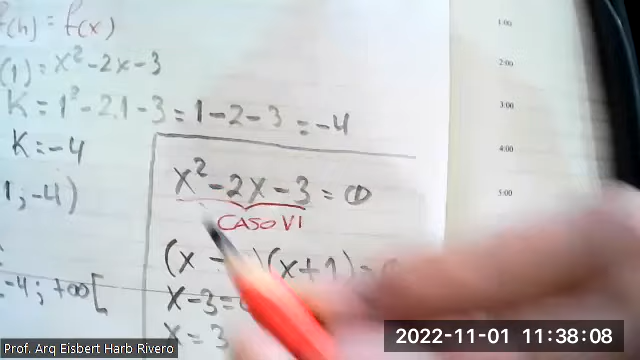 f(h) = f(x)
(1) = x² - 2x - 3
K = 1² - 2.1 - 3 = 1 - 2 - 3 = -4
K = -4
1 ; -4)
-4 ; +∞[
x² - 2x - 3 = 0
CASO VI
(x - )(x + 1) =
x - 3 =
x = 3
1:00
2:00
3:00
4:00
5:00
Prof. Arq Eisbert Harb Rivero
2022-11-01 11:38:08